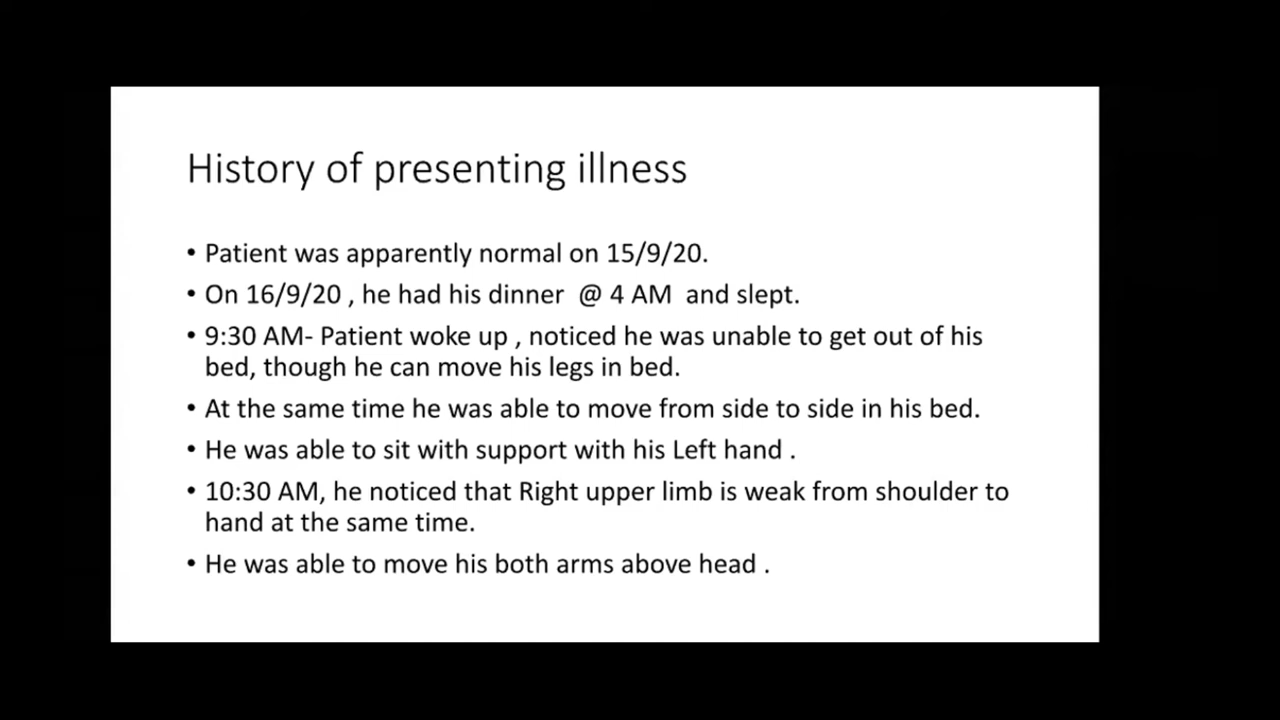 History of presenting illness
• Patient was apparently normal on 15/9/20.
• On 16/9/20 , he had his dinner @ 4 AM and slept.
• 9:30 AM- Patient woke up , noticed he was unable to get out of his
bed, though he can move his legs in bed.
• At the same time he was able to move from side to side in his bed.
• He was able to sit with support with his Left hand .
• 10:30 AM, he noticed that Right upper limb is weak from shoulder to
hand at the same time.
• He was able to move his both arms above head .